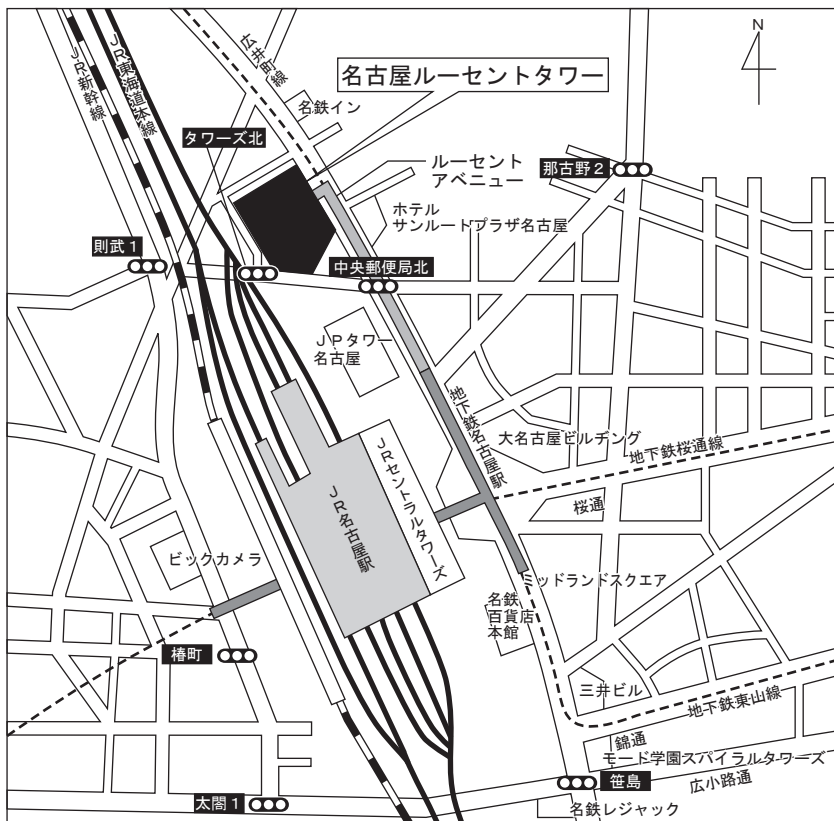 N
JR新幹線
JR東海道本線
広井町線
名古屋ルーセントタワー
名鉄イン
タワーズ北
ルーセント
アベニュー
那古野2
ホテル
サンルートプラザ名古屋
則武1
中央郵便局北
JPタワー
名古屋
地下鉄名古屋駅
大名古屋ビルヂング
地下鉄桜通線
桜通
JRセントラルタワーズ
JR名古屋駅
ビックカメラ
ミッドランドスクエア
名鉄
百貨店
本館
椿町
三井ビル
地下鉄東山線
錦通
モード学園スパイラルタワーズ
広小路通
笹島
太閤1
名鉄レジャック